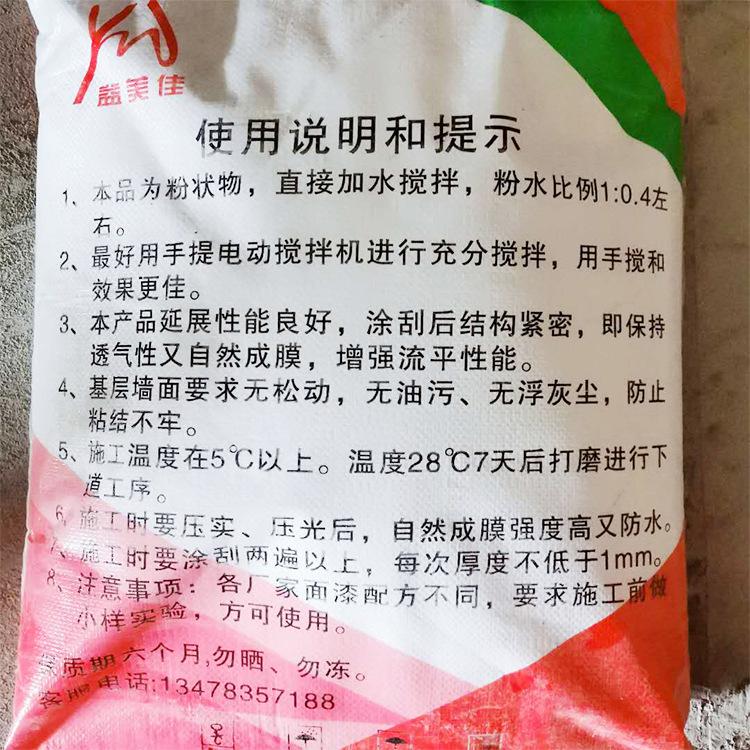 益美佳
使用说明和提示
1、本品为粉状物，直接加水搅拌，粉水比例1:0.4左
右。
2、最好用手提电动搅拌机进行充分搅拌，用手搅和
效果更佳。
3、本产品延展性能良好，涂刮后结构紧密，即保持
透气性又自然成膜，增强流平性能。
4、基层墙面要求无松动，无油污、无浮灰尘，防止
粘结不牢。
5、施工温度在5℃以上。温度28℃7天后打磨进行下
道工序。
6、施工时要压实、压光后，自然成膜强度高又防水。
7、施工时要涂刮两遍以上，每次厚度不低于1mm。
8、注意事项：各厂家面漆配方不同，要求施工前做
小样实验，方可使用。
保质期六个月,勿晒、勿冻。
客服电话:13478357188